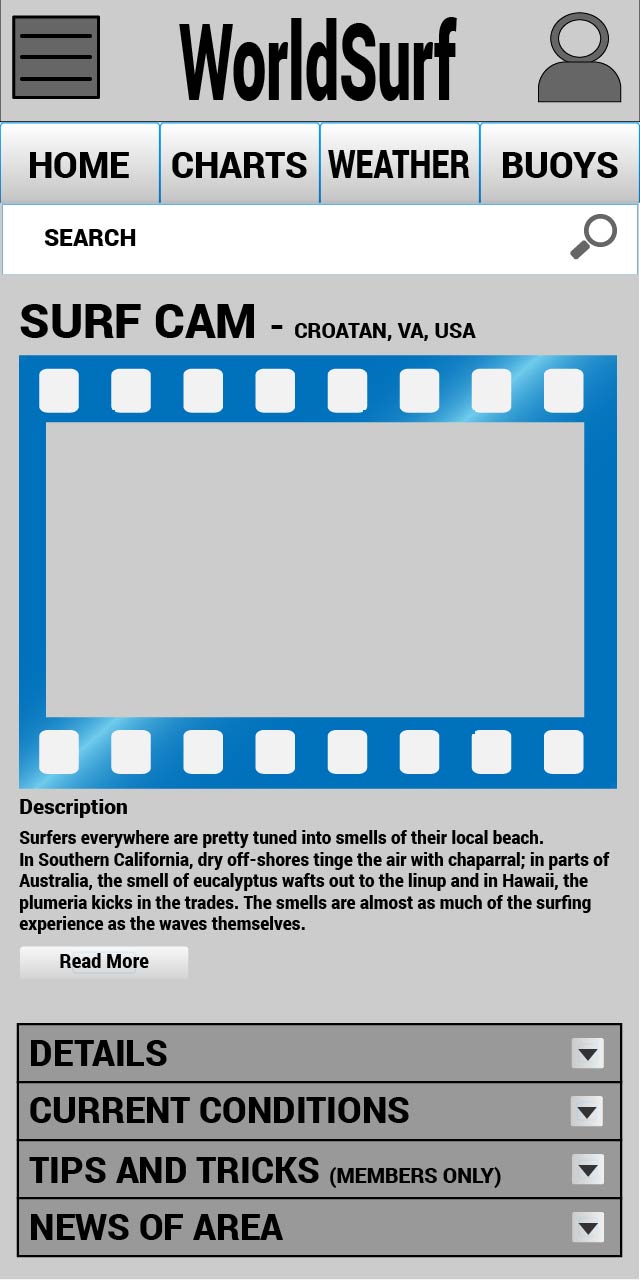 WorldSurf
HOME CHARTS WEATHER BUOYS
SEARCH
SURF CAM - CROATAN, VA, USA
Description
Surfers everywhere are pretty tuned into smells of their local beach.
In Southern California, dry off-shores tinge the air with chaparral; in parts of
Australia, the smell of eucalyptus wafts out to the linup and in Hawaii, the
plumeria kicks in the trades. The smells are almost as much of the surfing
experience as the waves themselves.
Read More
DETAILS
CURRENT CONDITIONS
TIPS AND TRICKS (MEMBERS ONLY)
NEWS OF AREA